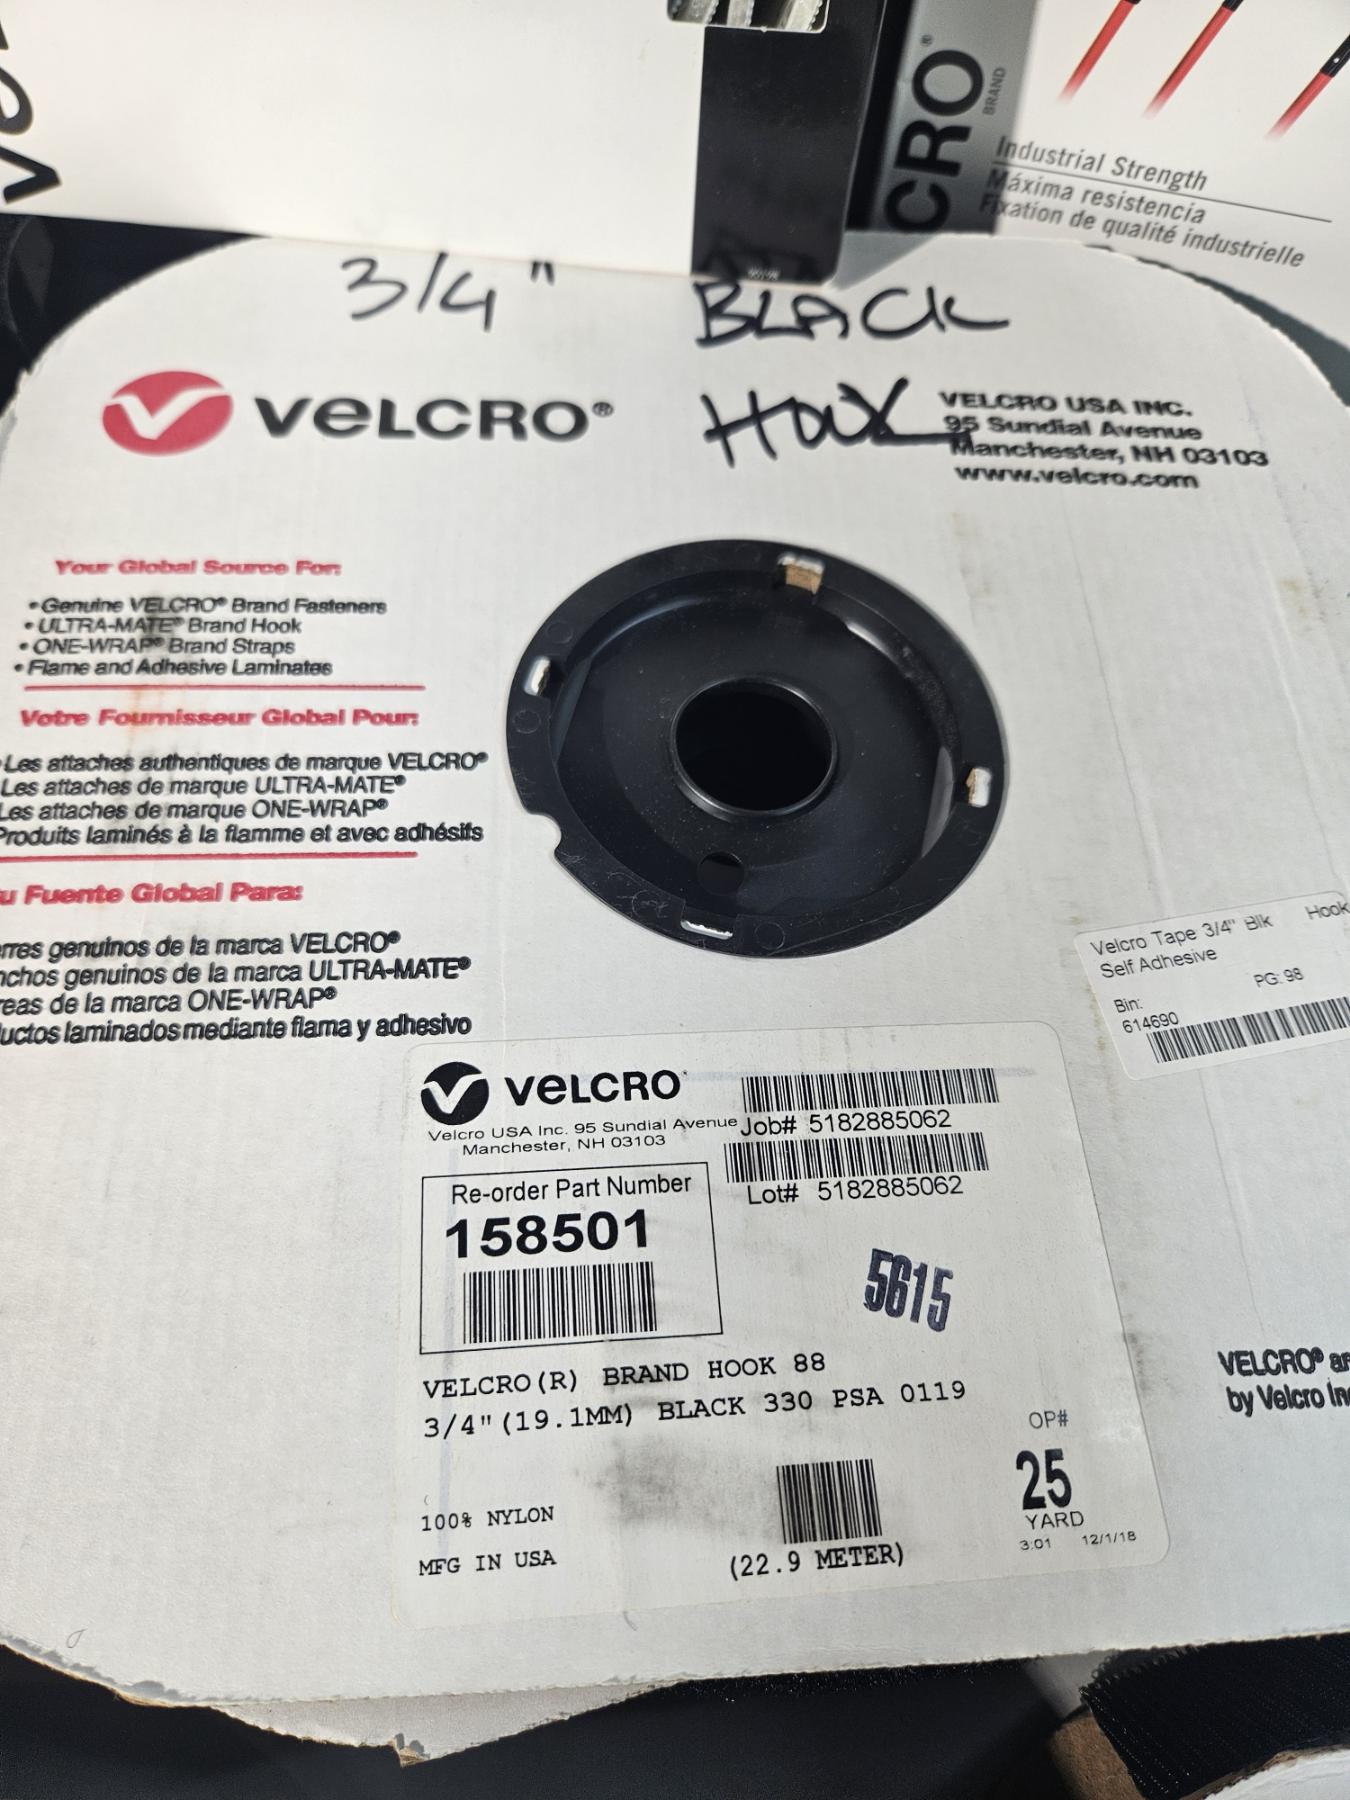 CRO®
BRAND
Industrial Strength
Máxima resistencia
Fixation de qualité industrielle
3/4" BLACK
HOOK
VELCRO®
VELCRO USA INC.
95 Sundial Avenue
Manchester, NH 03103
www.velcro.com
Your Global Source For:
• Genuine VELCRO® Brand Fasteners
• ULTRA-MATE® Brand Hook
• ONE-WRAP® Brand Straps
• Flame and Adhesive Laminates
Votre Fournisseur Global Pour:
Les attaches authentiques de marque VELCRO®
Les attaches de marque ULTRA-MATE®
Les attaches de marque ONE-WRAP®
Produits laminés à la flamme et avec adhésifs
u Fuente Global Para:
rres genuinos de la marca VELCRO®
nchos genuinos de la marca ULTRA-MATE®
reas de la marca ONE-WRAP®
uctos laminados mediante flama y adhesivo
Velcro Tape 3/4" Blk Hook
Self Adhesive
PG: 98
Bin:
614690
VELCRO
Velcro USA Inc. 95 Sundial Avenue
Manchester, NH 03103
Job# 5182885062
Lot# 5182885062
Re-order Part Number
158501
5615
VELCRO(R) BRAND HOOK 88
3/4"(19.1MM) BLACK 330 PSA 0119
OP#
25
YARD
3:01 12/1/18
100% NYLON
MFG IN USA
(22.9 METER)
VELCRO® ar
by Velcro In